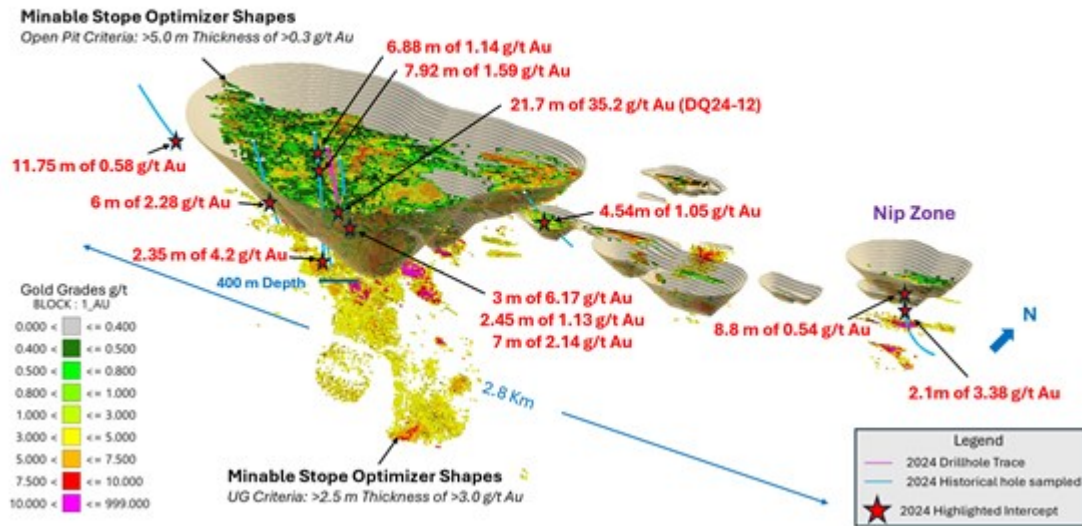 Minable Stope Optimizer Shapes
Open Pit Criteria: >5.0 m Thickness of >0.3 g/t Au
6.88 m of 1.14 g/t Au
7.92 m of 1.59 g/t Au
21.7 m of 35.2 g/t Au (DQ24-12)
11.75 m of 0.58 g/t Au
6 m of 2.28 g/t Au
4.54m of 1.05 g/t Au
Nip Zone
2.35 m of 4.2 g/t Au
400 m Depth
3 m of 6.17 g/t Au
2.45 m of 1.13 g/t Au
7 m of 2.14 g/t Au
8.8 m of 0.54 g/t Au
N
2.1m of 3.38 g/t Au
2.8 Km
Gold Grades g/t
BLOCK : 1_AU
0.000 < <= 0.400
0.400 < <= 0.500
0.500 < <= 0.800
0.800 < <= 1.000
1.000 < <= 3.000
3.000 < <= 5.000
5.000 < <= 7.500
7.500 < <= 10.000
10.000 < <= 999.000
Minable Stope Optimizer Shapes
UG Criteria: >2.5 m Thickness of >3.0 g/t Au
Legend
2024 Drillhole Trace
2024 Historical hole sampled
2024 Highlighted Intercept